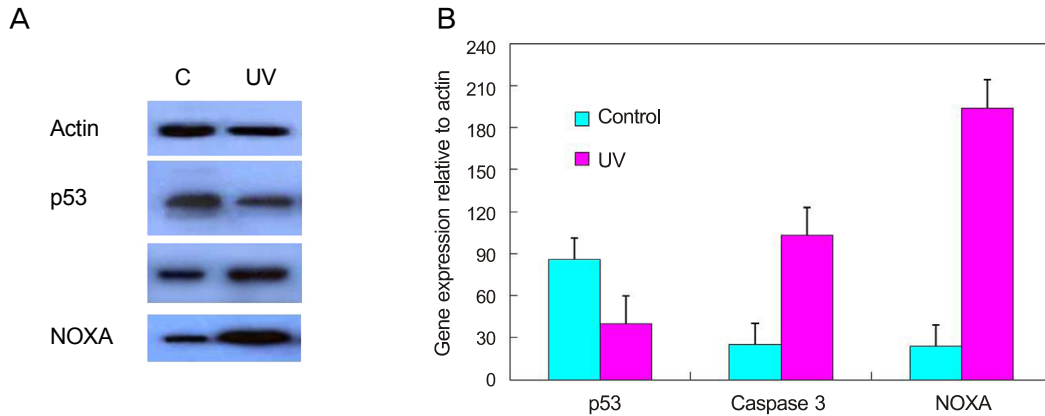 A
C UV
Actin
p53
NOXA
B
Gene expression relative to actin
240
210
180
150
120
90
60
30
0
Control
UV
p53 Caspase 3 NOXA